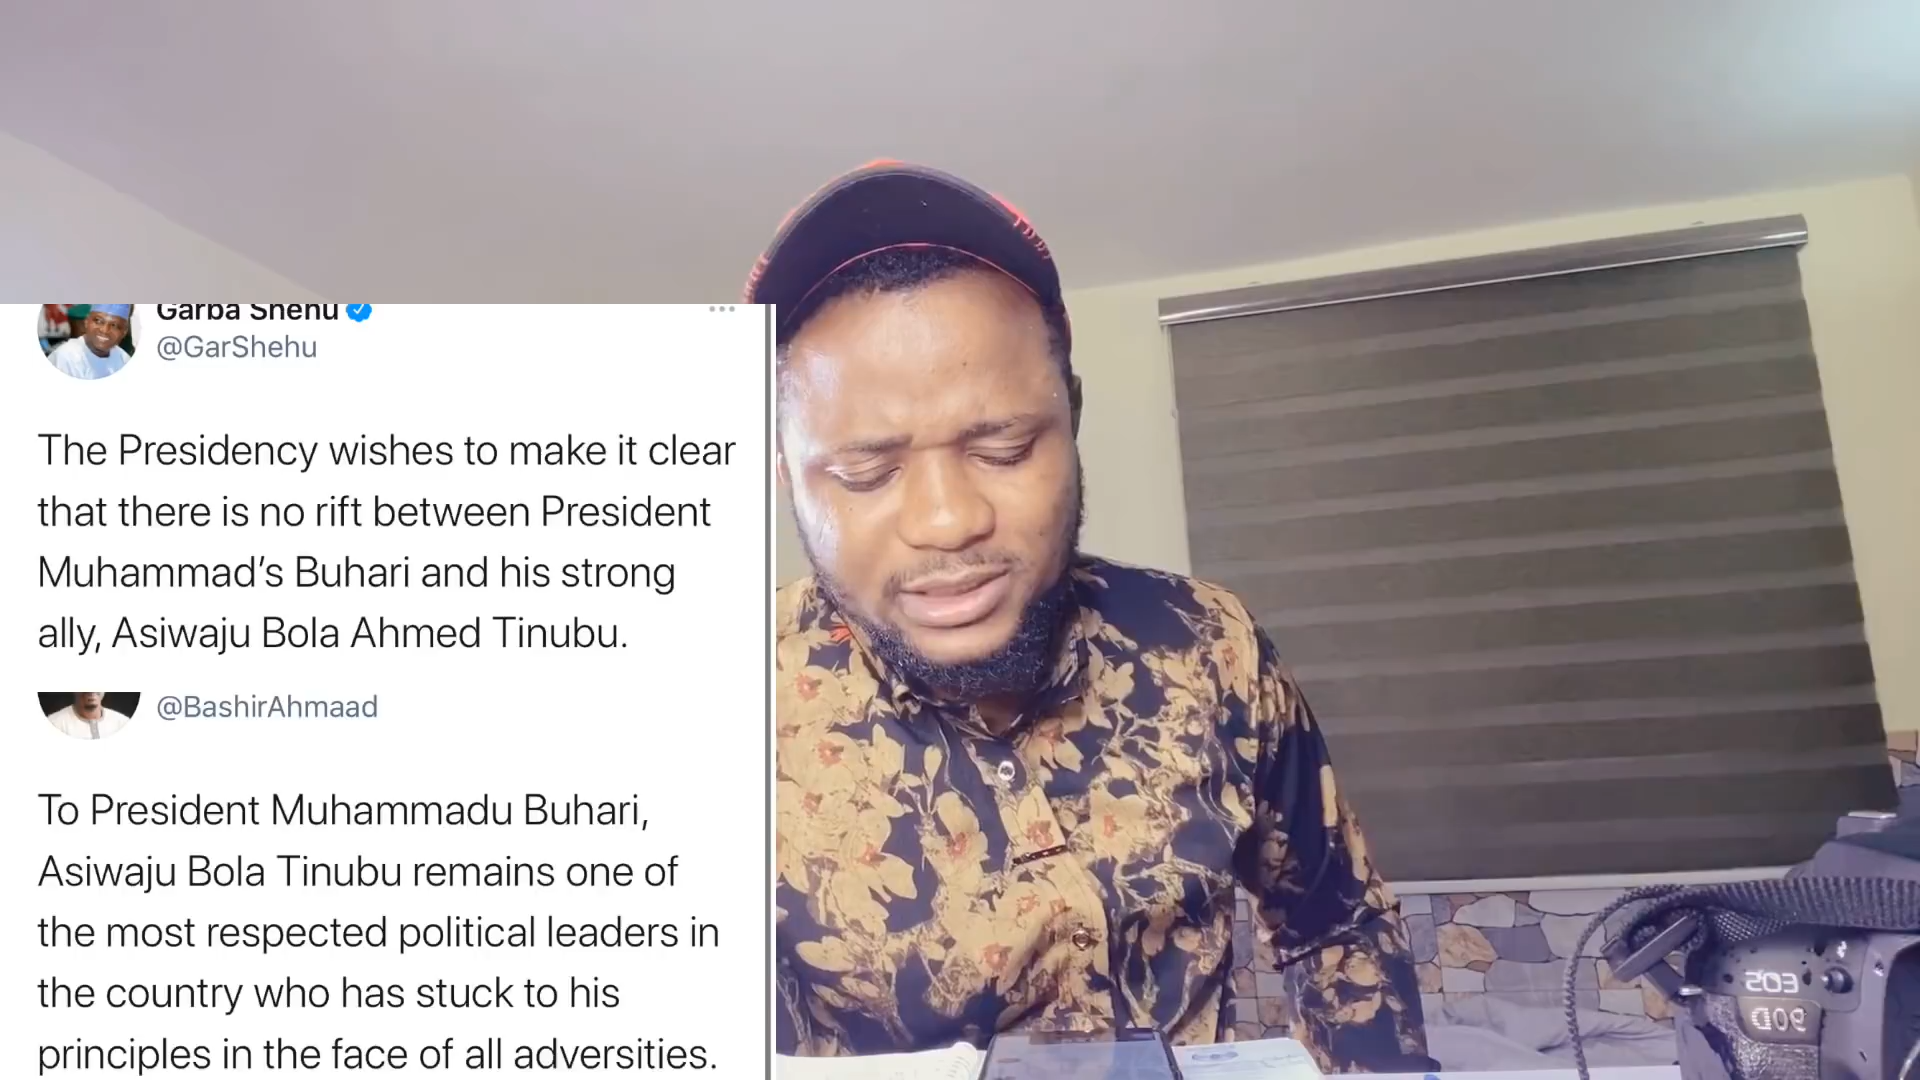 Garba Shehu
@GarShehu
The Presidency wishes to make it clear
that there is no rift between President
Muhammad’s Buhari and his strong
ally, Asiwaju Bola Ahmed Tinubu.
@BashirAhmaad
To President Muhammadu Buhari,
Asiwaju Bola Tinubu remains one of
the most respected political leaders in
the country who has stuck to his
principles in the face of all adversities.
EOS
90D